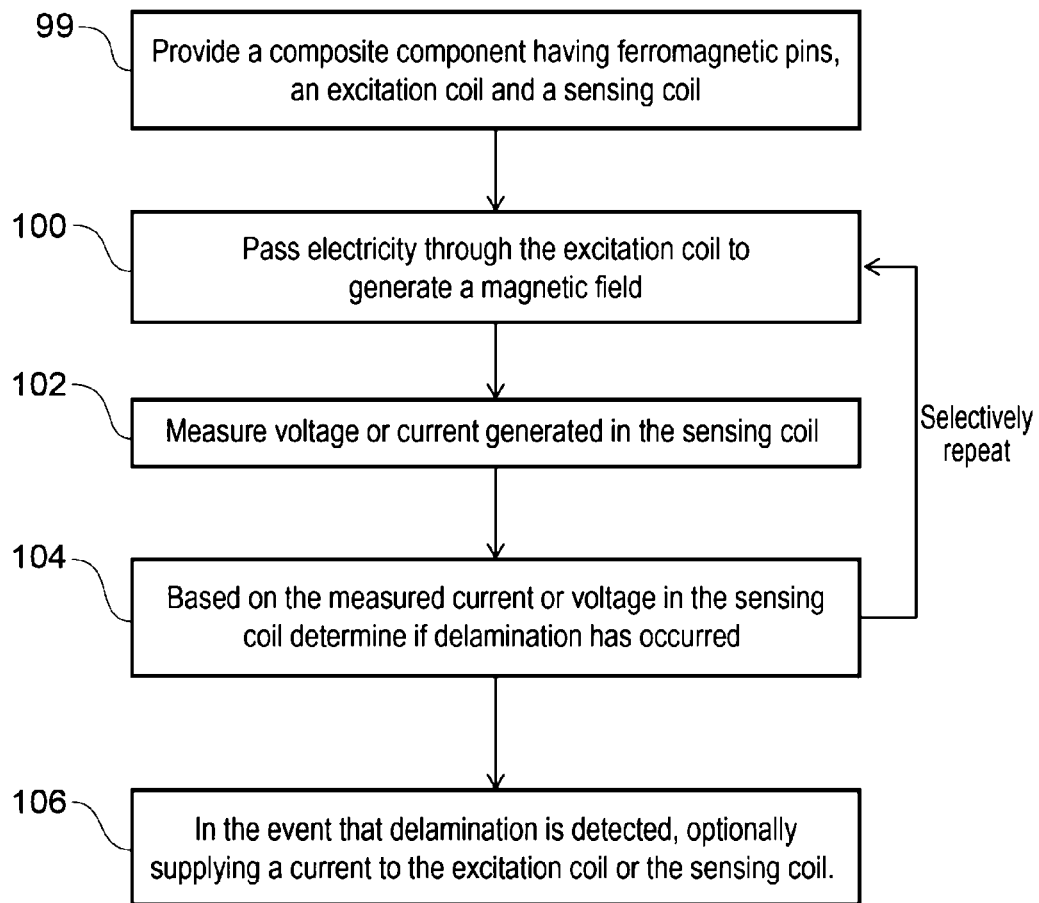 99
Provide a composite component having ferromagnetic pins,
an excitation coil and a sensing coil
100
Pass electricity through the excitation coil to
generate a magnetic field
102
Measure voltage or current generated in the sensing coil
Selectively
repeat
104
Based on the measured current or voltage in the sensing
coil determine if delamination has occurred
106
In the event that delamination is detected, optionally
supplying a current to the excitation coil or the sensing coil.